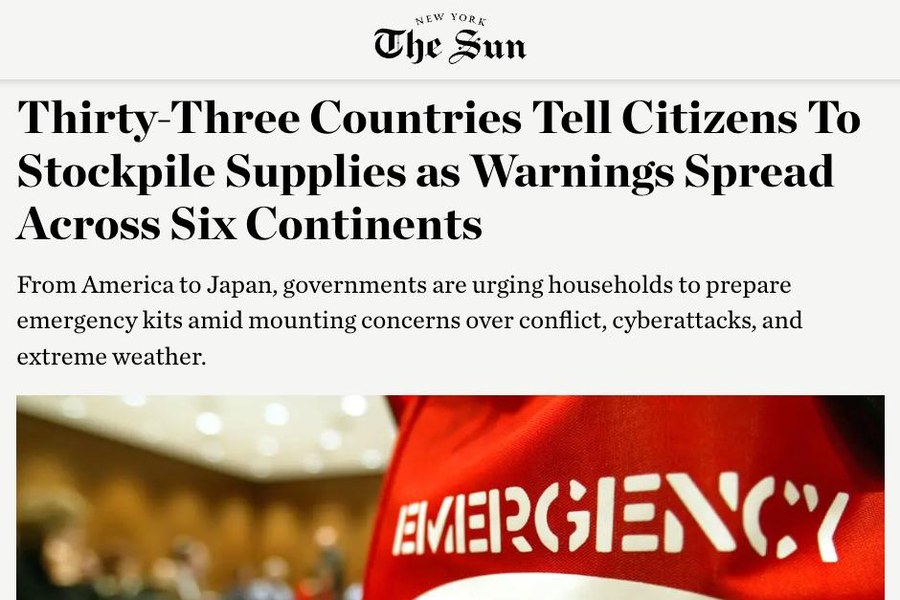 NEW YORK
The Sun
Thirty-Three Countries Tell Citizens To
Stockpile Supplies as Warnings Spread
Across Six Continents
From America to Japan, governments are urging households to prepare
emergency kits amid mounting concerns over conflict, cyberattacks, and
extreme weather.
EMERGENCY